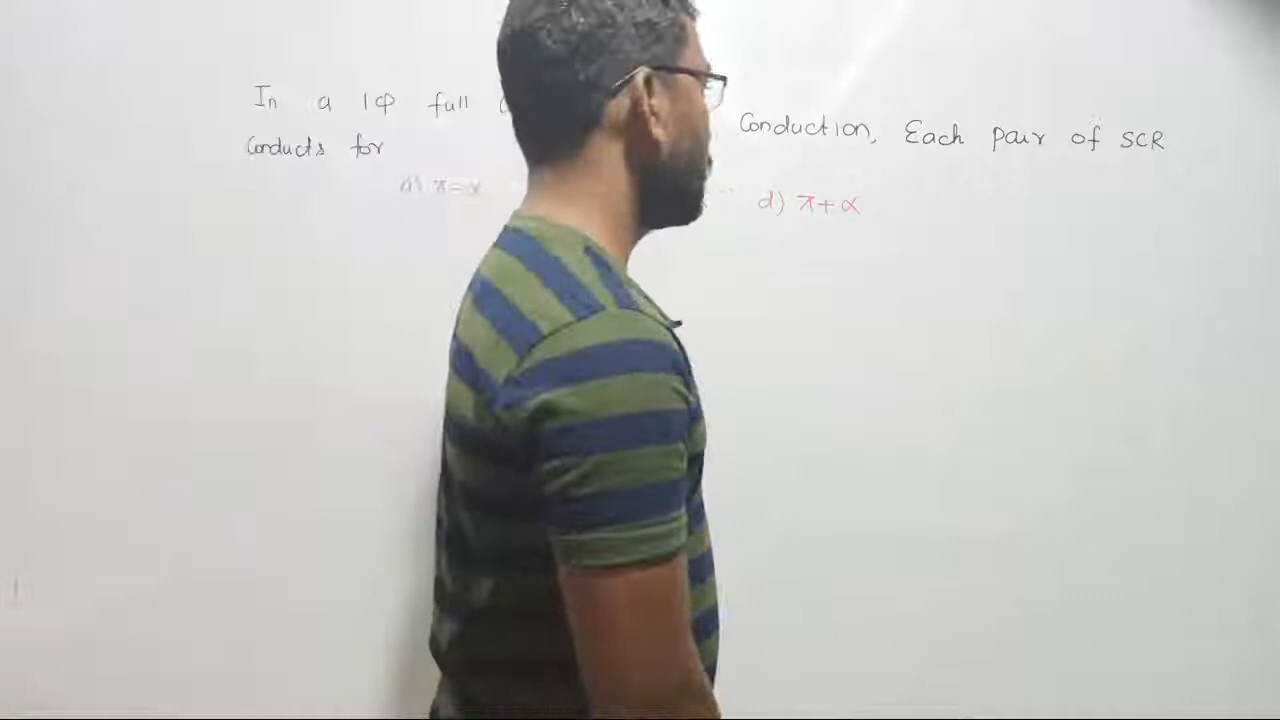 In a 1φ full Conduction, Each pair of SCR
Conducts for
a) π-α d) π+α